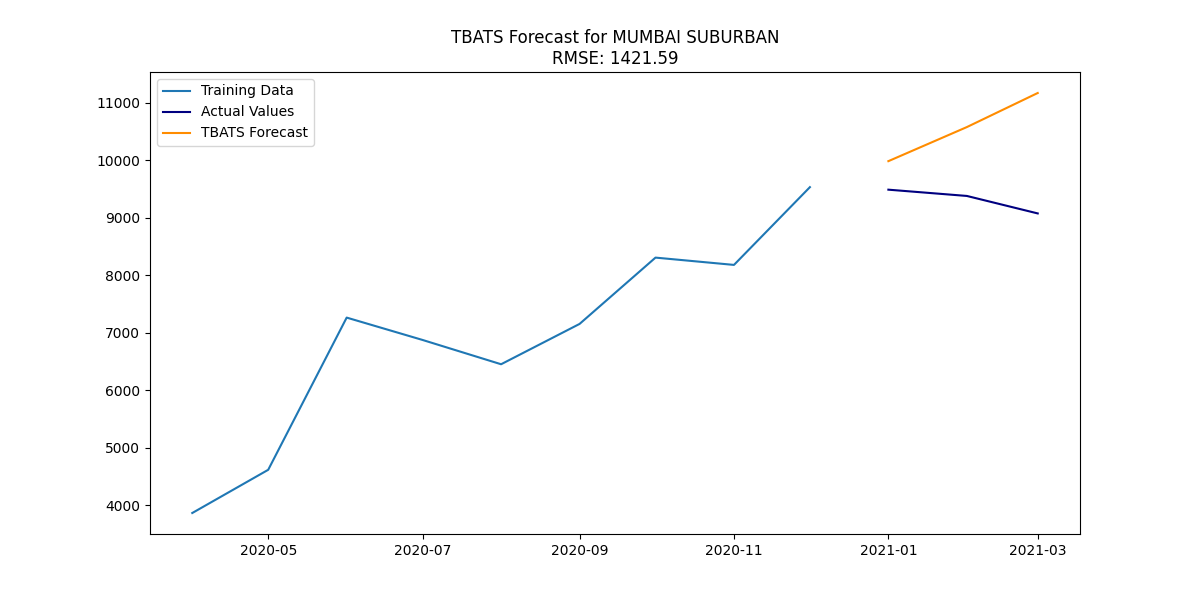 TBATS Forecast for MUMBAI SUBURBAN
RMSE: 1421.59
Training Data
Actual Values
TBATS Forecast
11000
10000
9000
8000
7000
6000
5000
4000
2020-05 2020-07 2020-09 2020-11 2021-01 2021-03